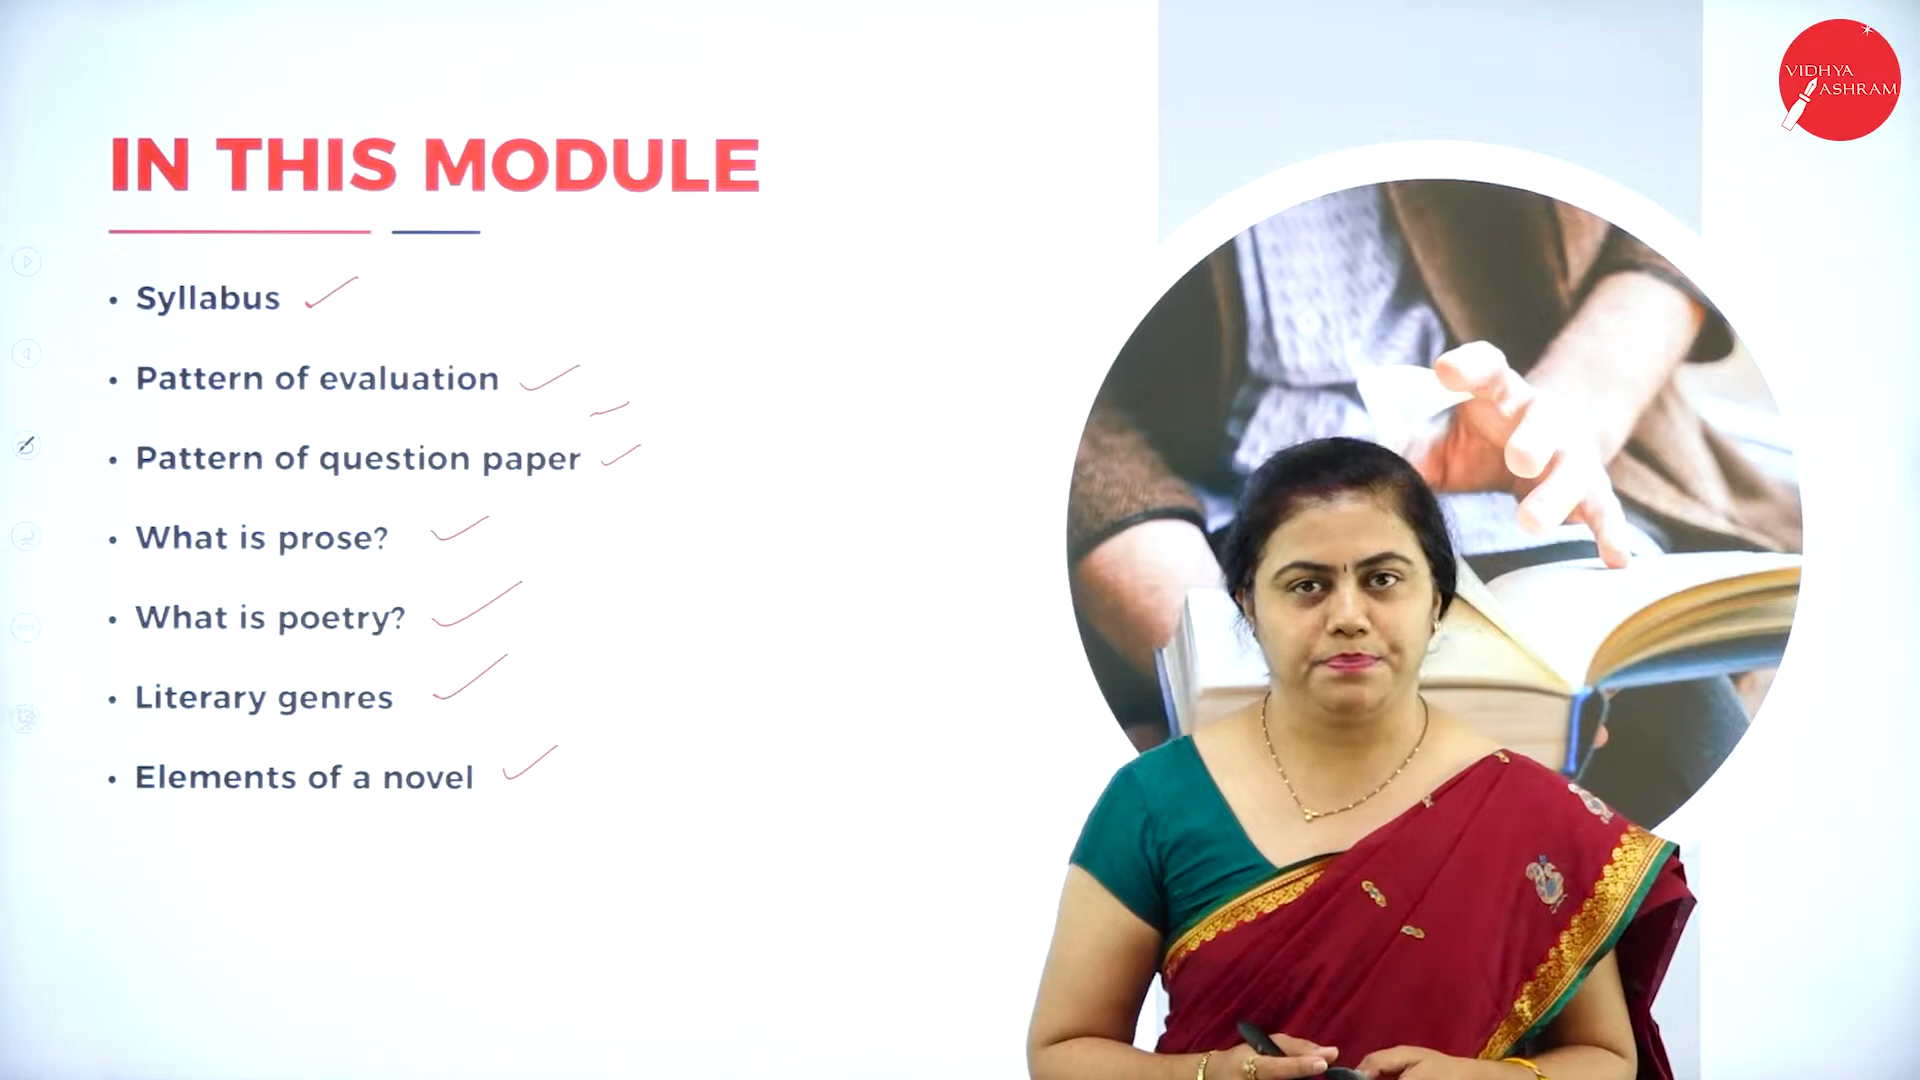 VIDHYA
ASHRAM
IN THIS MODULE
• Syllabus
• Pattern of evaluation
• Pattern of question paper
• What is prose?
• What is poetry?
• Literary genres
• Elements of a novel